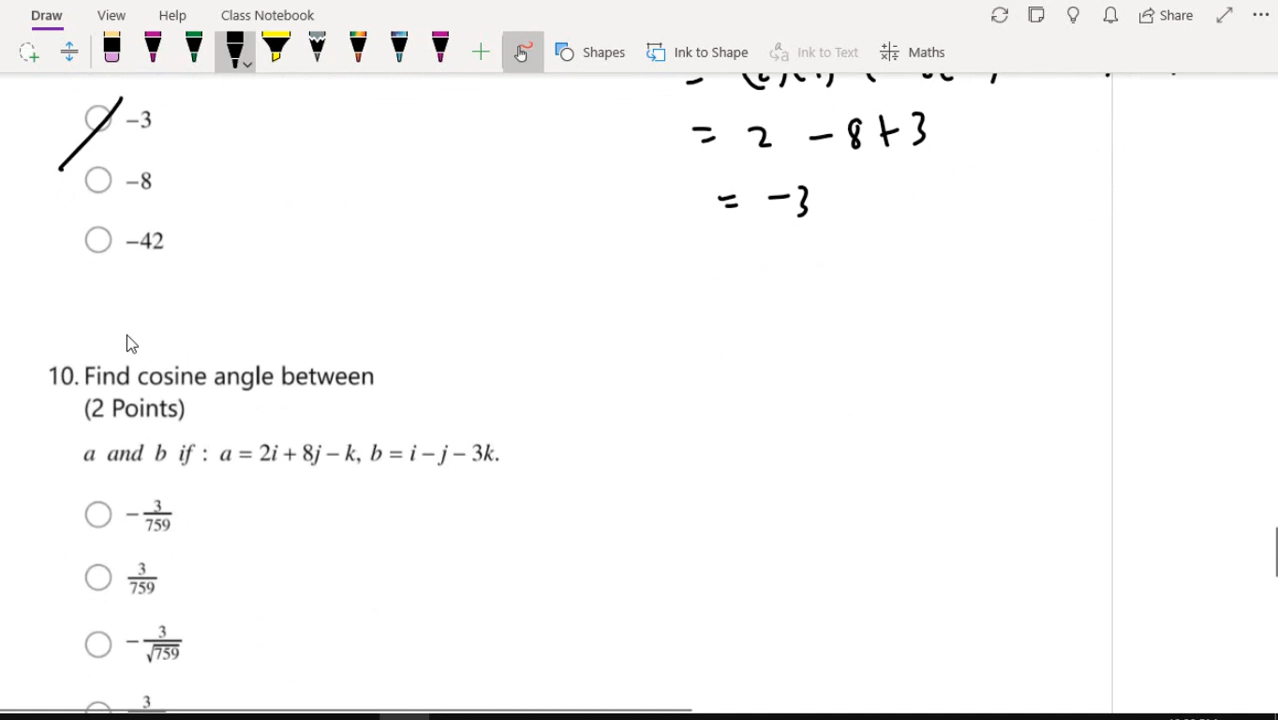 Draw View Help Class Notebook Share
Shapes Ink to Shape Ink to Text Maths
−3
= 2 − 8 + 3
−8
= −3
−42
10. Find cosine angle between
(2 Points)
a and b if : a = 2i + 8j − k, b = i − j − 3k.
− 3/759
3/759
− 3/√759
3